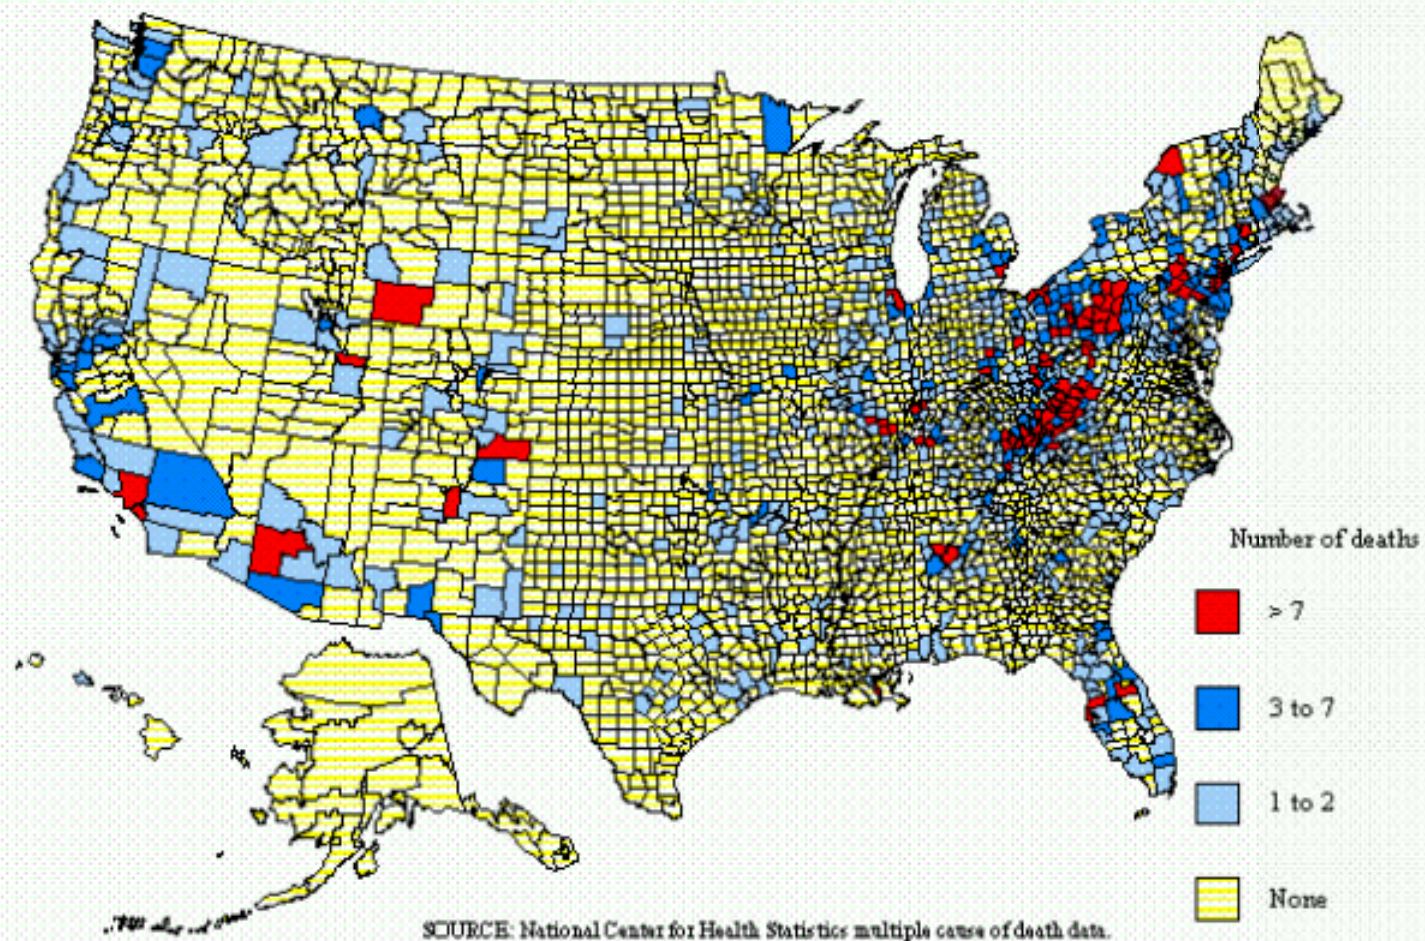 Number of deaths
> 7
3 to 7
1 to 2
None
SOURCE: National Center for Health Statistics multiple cause of death data.